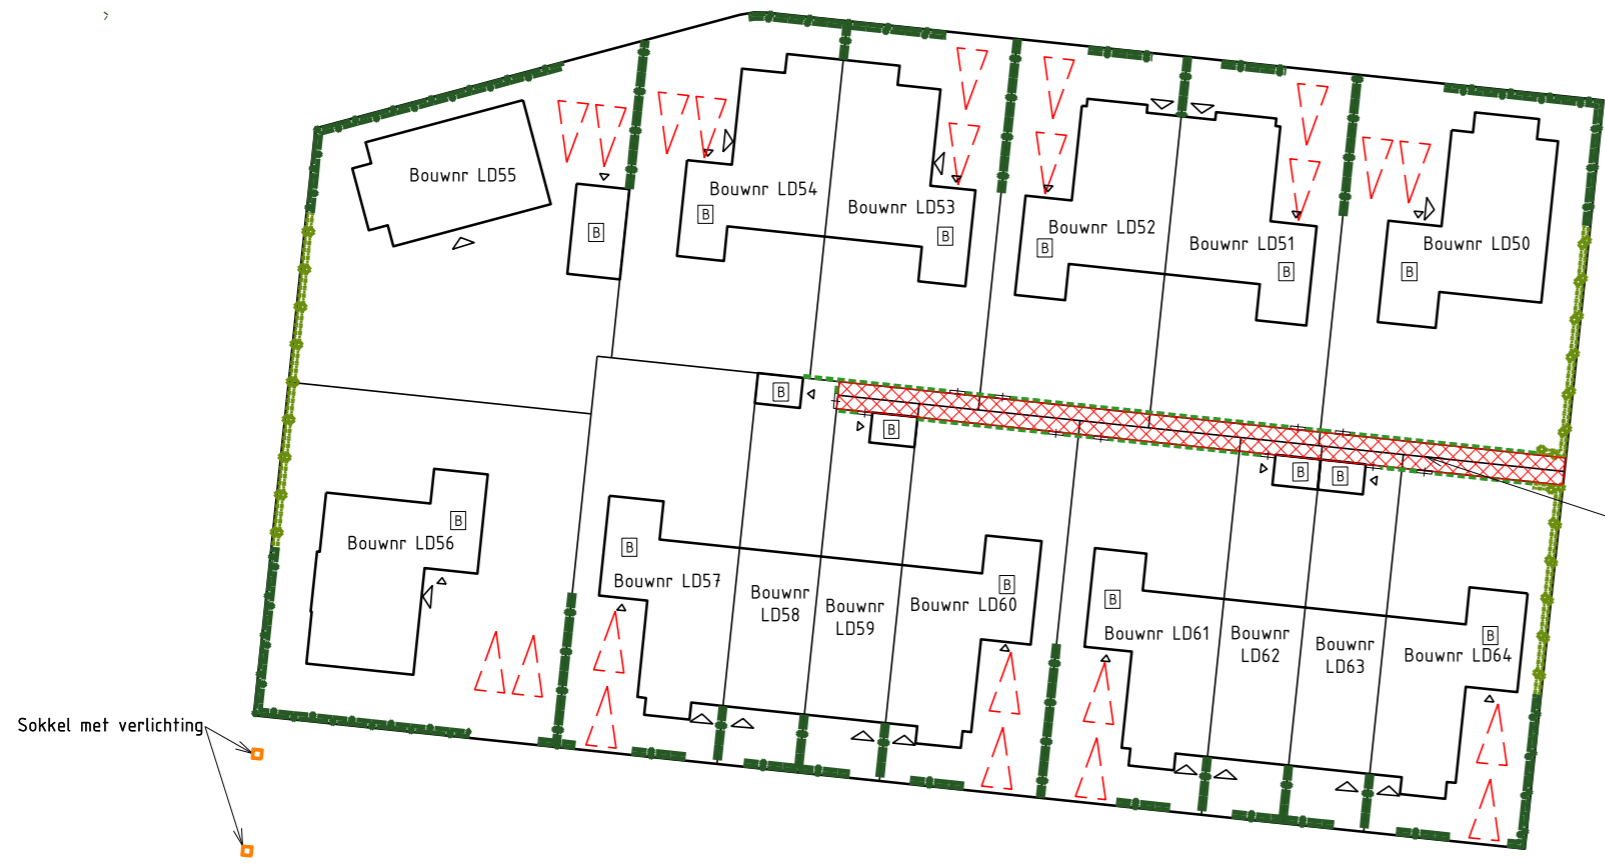 Bouwnr LD55
B
Bouwnr LD54
B
Bouwnr LD53
B
Bouwnr LD52
B
Bouwnr LD51
B
Bouwnr LD50
B
B
B
B
B
Bouwnr LD56
B
Bouwnr LD57
B
Bouwnr
LD58
Bouwnr
LD59
Bouwnr LD60
B
Bouwnr LD61
B
Bouwnr
LD62
Bouwnr
LD63
Bouwnr LD64
B
Sokkel met verlichting